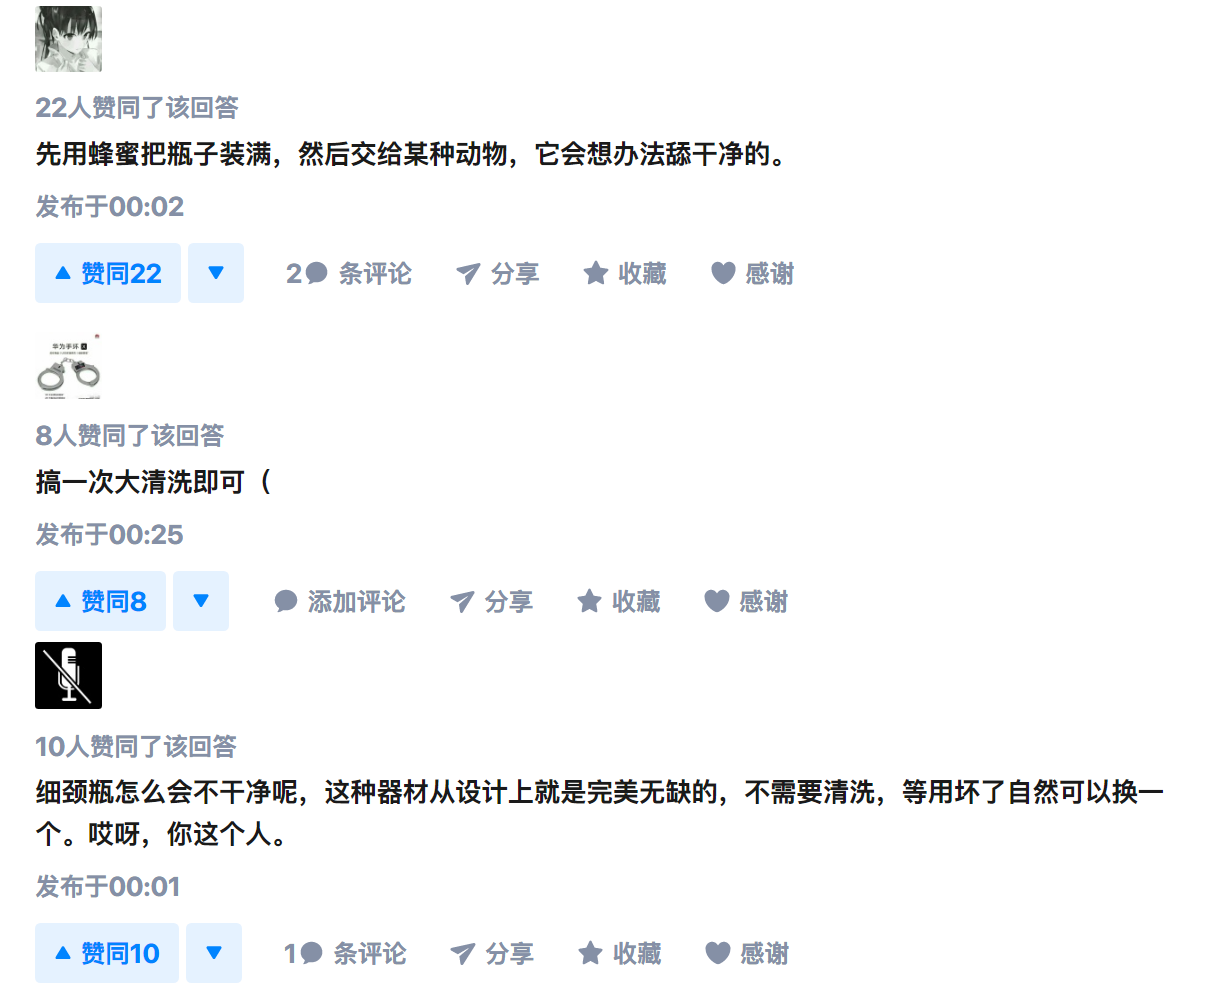 22人赞同了该回答
先用蜂蜜把瓶子装满，然后交给某种动物，它会想办法舔干净的。
发布于00:02
赞同22 2条评论 分享 收藏 感谢
华为手环
8人赞同了该回答
搞一次大清洗即可（
发布于00:25
赞同8 添加评论 分享 收藏 感谢
10人赞同了该回答
细颈瓶怎么会不干净呢，这种器材从设计上就是完美无缺的，不需要清洗，等用坏了自然可以换一
个。哎呀，你这个人。
发布于00:01
赞同10 1条评论 分享 收藏 感谢